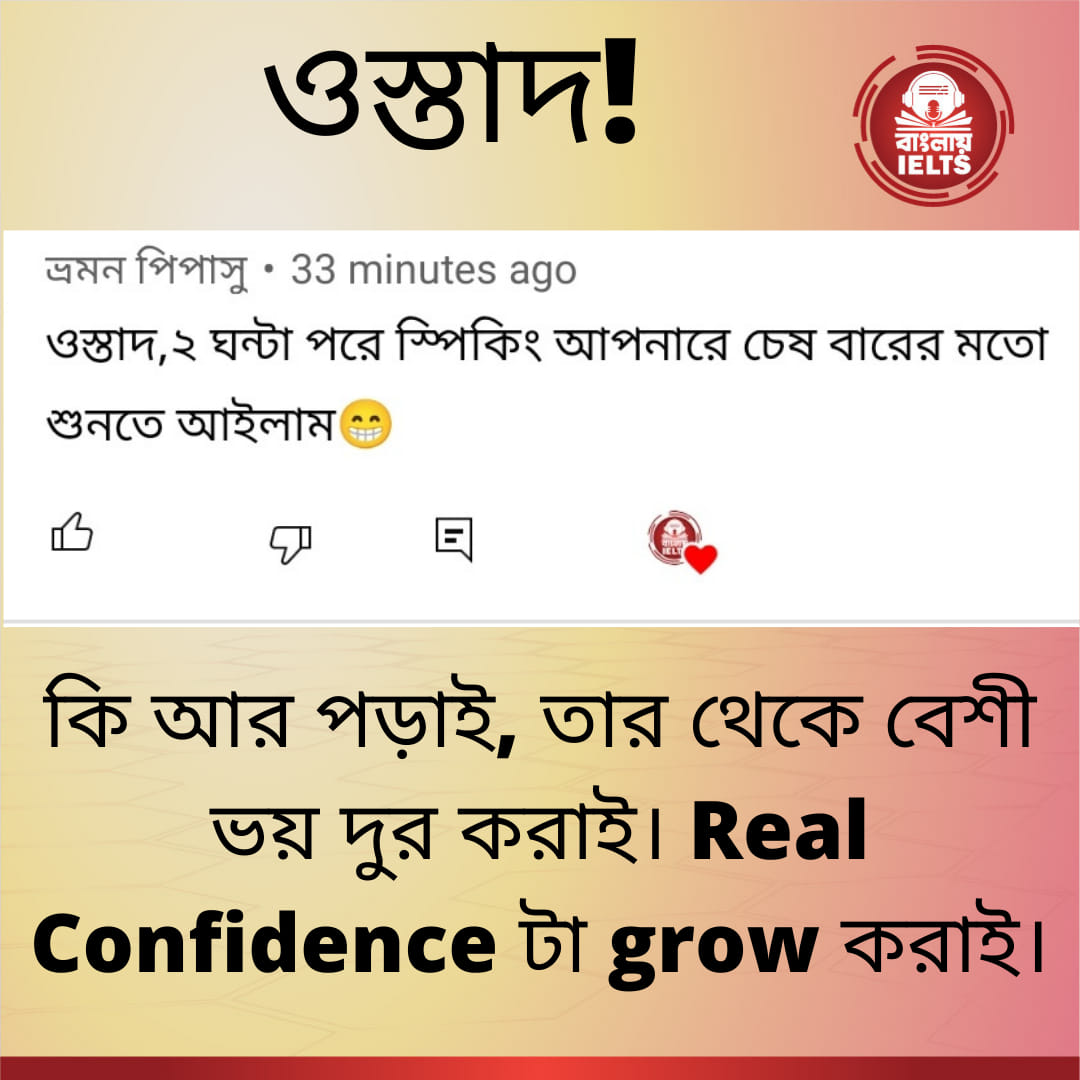 ওস্তাদ!
বাংলায়
IELTS
ভ্রমন পিপাসু • 33 minutes ago
ওস্তাদ,২ ঘন্টা পরে স্পিকিং আপনারে চেষ বারের মতো
শুনতে আইলাম😁
বাংলায়
IELTS
কি আর পড়াই, তার থেকে বেশী
ভয় দুর করাই। Real
Confidence টা grow করাই।